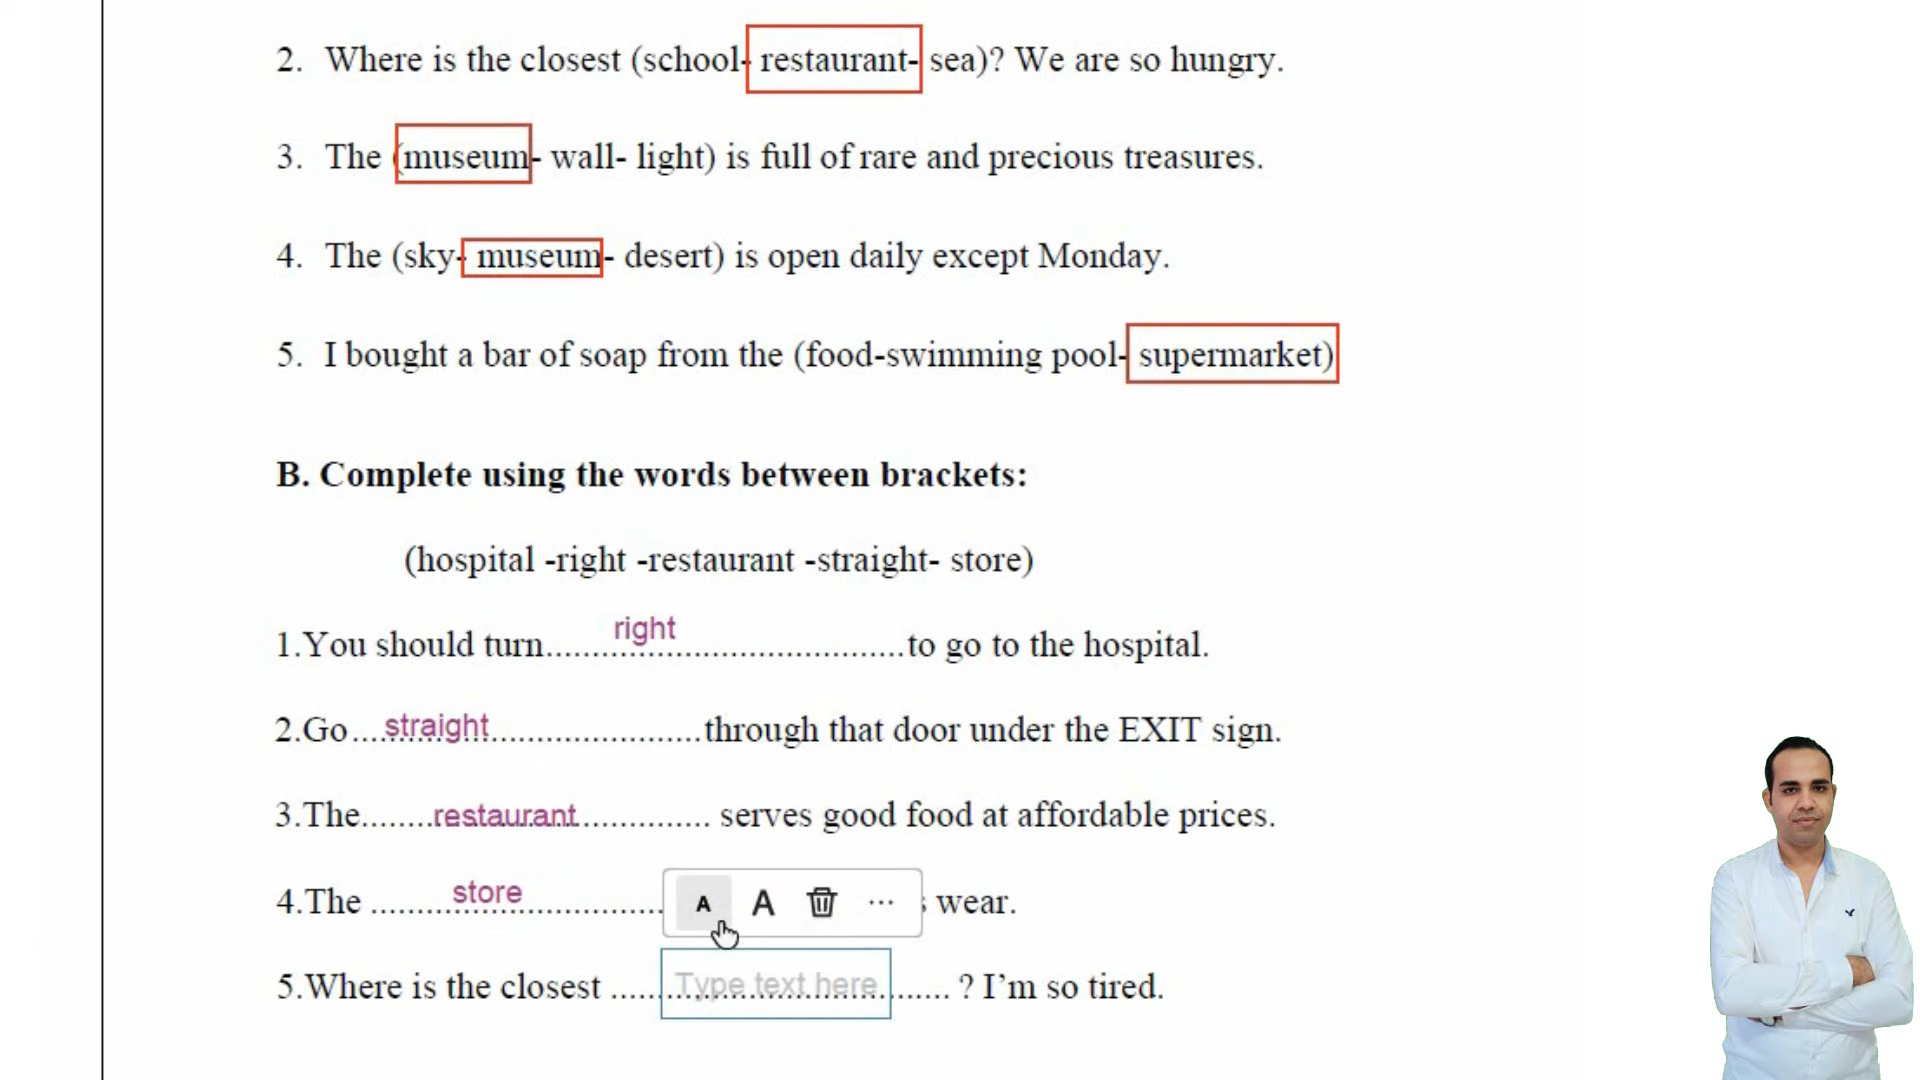 2. Where is the closest (school- restaurant- sea)? We are so hungry.
3. The (museum- wall- light) is full of rare and precious treasures.
4. The (sky- museum- desert) is open daily except Monday.
5. I bought a bar of soap from the (food-swimming pool- supermarket)
B. Complete using the words between brackets:
(hospital -right -restaurant -straight- store)
1.You should turn.......right.......to go to the hospital.
2.Go ....straight.......through that door under the EXIT sign.
3.The........restaurant.............. serves good food at affordable prices.
4.The .......store....... A A ... wear.
5.Where is the closest ......Type text here...... ? I'm so tired.